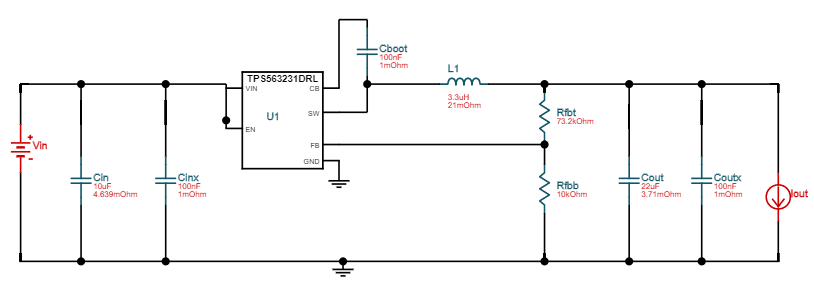 Cboot
100nF
1mOhm
L1
3.3uH
21mOhm
TPS563231DRL
VIN
CB
U1
SW
EN
FB
GND
Rfbt
73.2kOhm
Vin
Cin
10uF
4.639mOhm
Cinx
100nF
1mOhm
Rfbb
10kOhm
Cout
22uF
3.71mOhm
Coutx
100nF
1mOhm
Iout